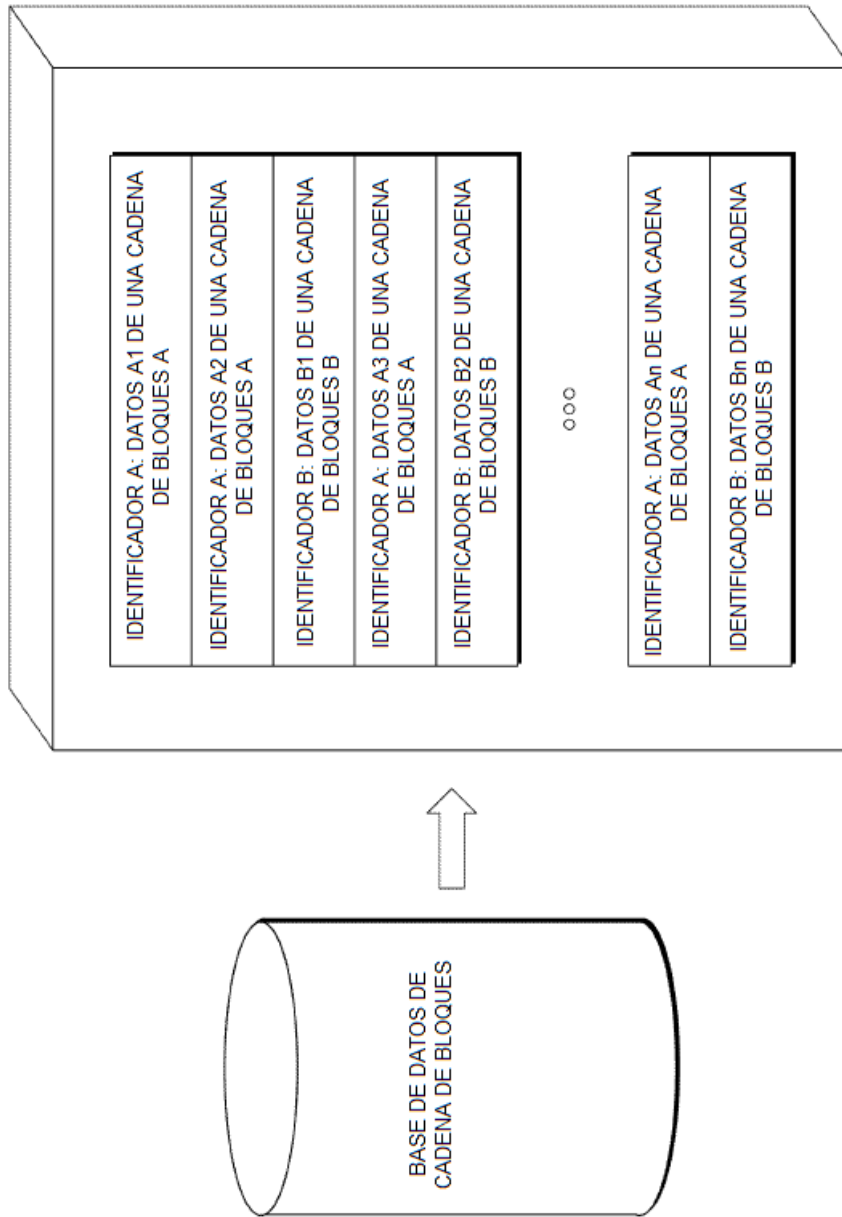 BASE DE DATOS DE
CADENA DE BLOQUES
IDENTIFICADOR A: DATOS A1 DE UNA CADENA
DE BLOQUES A
IDENTIFICADOR A: DATOS A2 DE UNA CADENA
DE BLOQUES A
IDENTIFICADOR B: DATOS B1 DE UNA CADENA
DE BLOQUES B
IDENTIFICADOR A: DATOS A3 DE UNA CADENA
DE BLOQUES A
IDENTIFICADOR B: DATOS B2 DE UNA CADENA
DE BLOQUES B
IDENTIFICADOR A: DATOS An DE UNA CADENA
DE BLOQUES A
IDENTIFICADOR B: DATOS Bn DE UNA CADENA
DE BLOQUES B